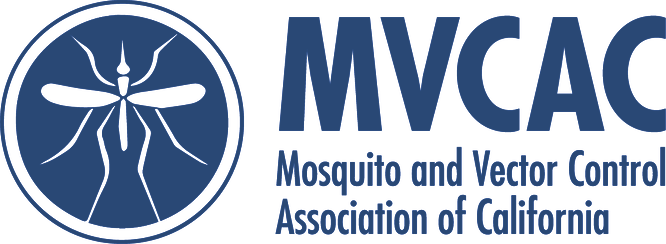 MVCAC
Mosquito and Vector Control
Association of California